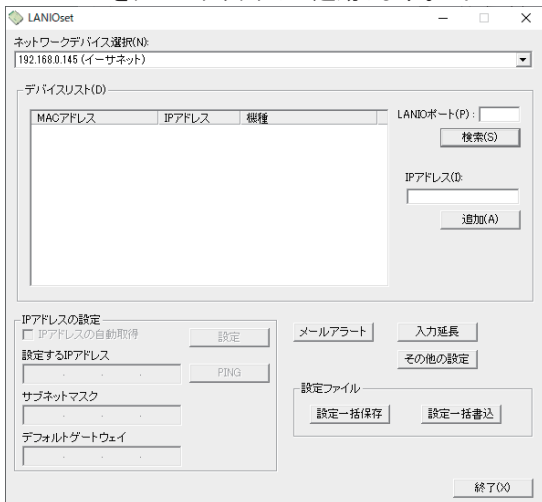 LANIOset
ネットワークデバイス選択(N):
192.168.0.145 (イーサネット)
デバイスリスト(D)
MACアドレス IPアドレス 機種
LANIOポート(P):
検索(S)
IPアドレス(I):
追加(A)
IPアドレスの設定
IPアドレスの自動取得
設定
設定するIPアドレス
PING
サブネットマスク
デフォルトゲートウェイ
メールアラート 入力延長
その他の設定
設定ファイル
設定一括保存 設定一括書込
終了(X)